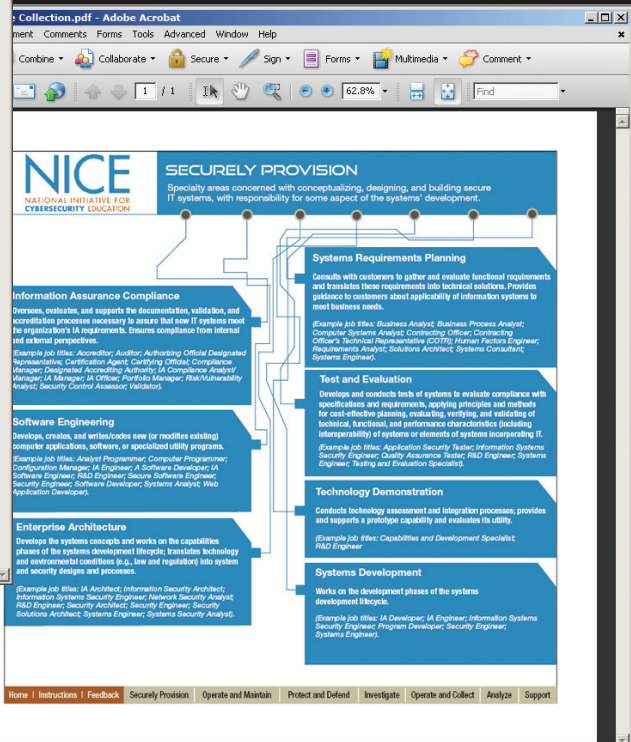 e Collection.pdf - Adobe Acrobat
ment Comments Forms Tools Advanced Window Help
Combine Collaborate Secure Sign Forms Multimedia Comment
1 / 1 62.8% Find
NICE
NATIONAL INITIATIVE FOR
CYBERSECURITY EDUCATION
SECURELY PROVISION
Specialty areas concerned with conceptualizing, designing, and building secure
IT systems, with responsibility for some aspect of the systems' development.
Information Assurance Compliance
Oversees, evaluates, and supports the documentation, validation, and
accreditation processes necessary to assure that new IT systems meet
the organization's IA requirements. Ensures compliance from internal
and external perspectives.
(Example job titles: Accreditor; Auditor; Authorizing Official Designated
Representative; Certification Agent; Certifying Official; Compliance
Manager; Designated Accrediting Authority; IA Compliance Analyst/
Manager; IA Manager; IA Officer; Portfolio Manager; Risk/Vulnerability
Analyst; Security Control Assessor; Validator).
Software Engineering
Develops, creates, and writes/codes new (or modifies existing)
computer applications, software, or specialized utility programs.
(Example job titles: Analyst Programmer; Computer Programmer;
Configuration Manager; IA Engineer; A Software Developer; IA
Software Engineer; R&D Engineer; Secure Software Engineer;
Security Engineer; Software Developer; Systems Analyst; Web
Application Developer).
Enterprise Architecture
Develops the systems concepts and works on the capabilities
phases of the systems development lifecycle; translates technology
and environmental conditions (e.g., law and regulation) into system
and security designs and processes.
(Example job titles: IA Architect; Information Security Architect;
Information Systems Security Engineer; Network Security Analyst;
R&D Engineer; Security Architect; Security Engineer; Security
Solutions Architect; Systems Engineer; Systems Security Analyst).
Systems Requirements Planning
Consults with customers to gather and evaluate functional requirements
and translates these requirements into technical solutions. Provides
guidance to customers about applicability of information systems to
meet business needs.
(Example job titles: Business Analyst; Business Process Analyst;
Computer Systems Analyst; Contracting Officer; Contracting
Officer's Technical Representative (COTR); Human Factors Engineer;
Requirements Analyst; Solutions Architect; Systems Consultant;
Systems Engineer).
Test and Evaluation
Develops and conducts tests of systems to evaluate compliance with
specifications and requirements, applying principles and methods
for cost-effective planning, evaluating, verifying, and validating of
technical, functional, and performance characteristics (including
interoperability) of systems or elements of systems incorporating IT.
(Example job titles: Application Security Tester; Information Systems
Security Engineer; Quality Assurance Tester; R&D Engineer; Systems
Engineer; Testing and Evaluation Specialist).
Technology Demonstration
Conducts technology assessment and integration processes; provides
and supports a prototype capability and evaluates its utility.
(Example job titles: Capabilities and Development Specialist;
R&D Engineer
Systems Development
Works on the development phases of the systems
development lifecycle.
(Example job titles: IA Developer; IA Engineer; Information Systems
Security Engineer; Program Developer; Security Engineer;
Systems Engineer).
Home | Instructions | Feedback Securely Provision Operate and Maintain Protect and Defend Investigate Operate and Collect Analyze Support